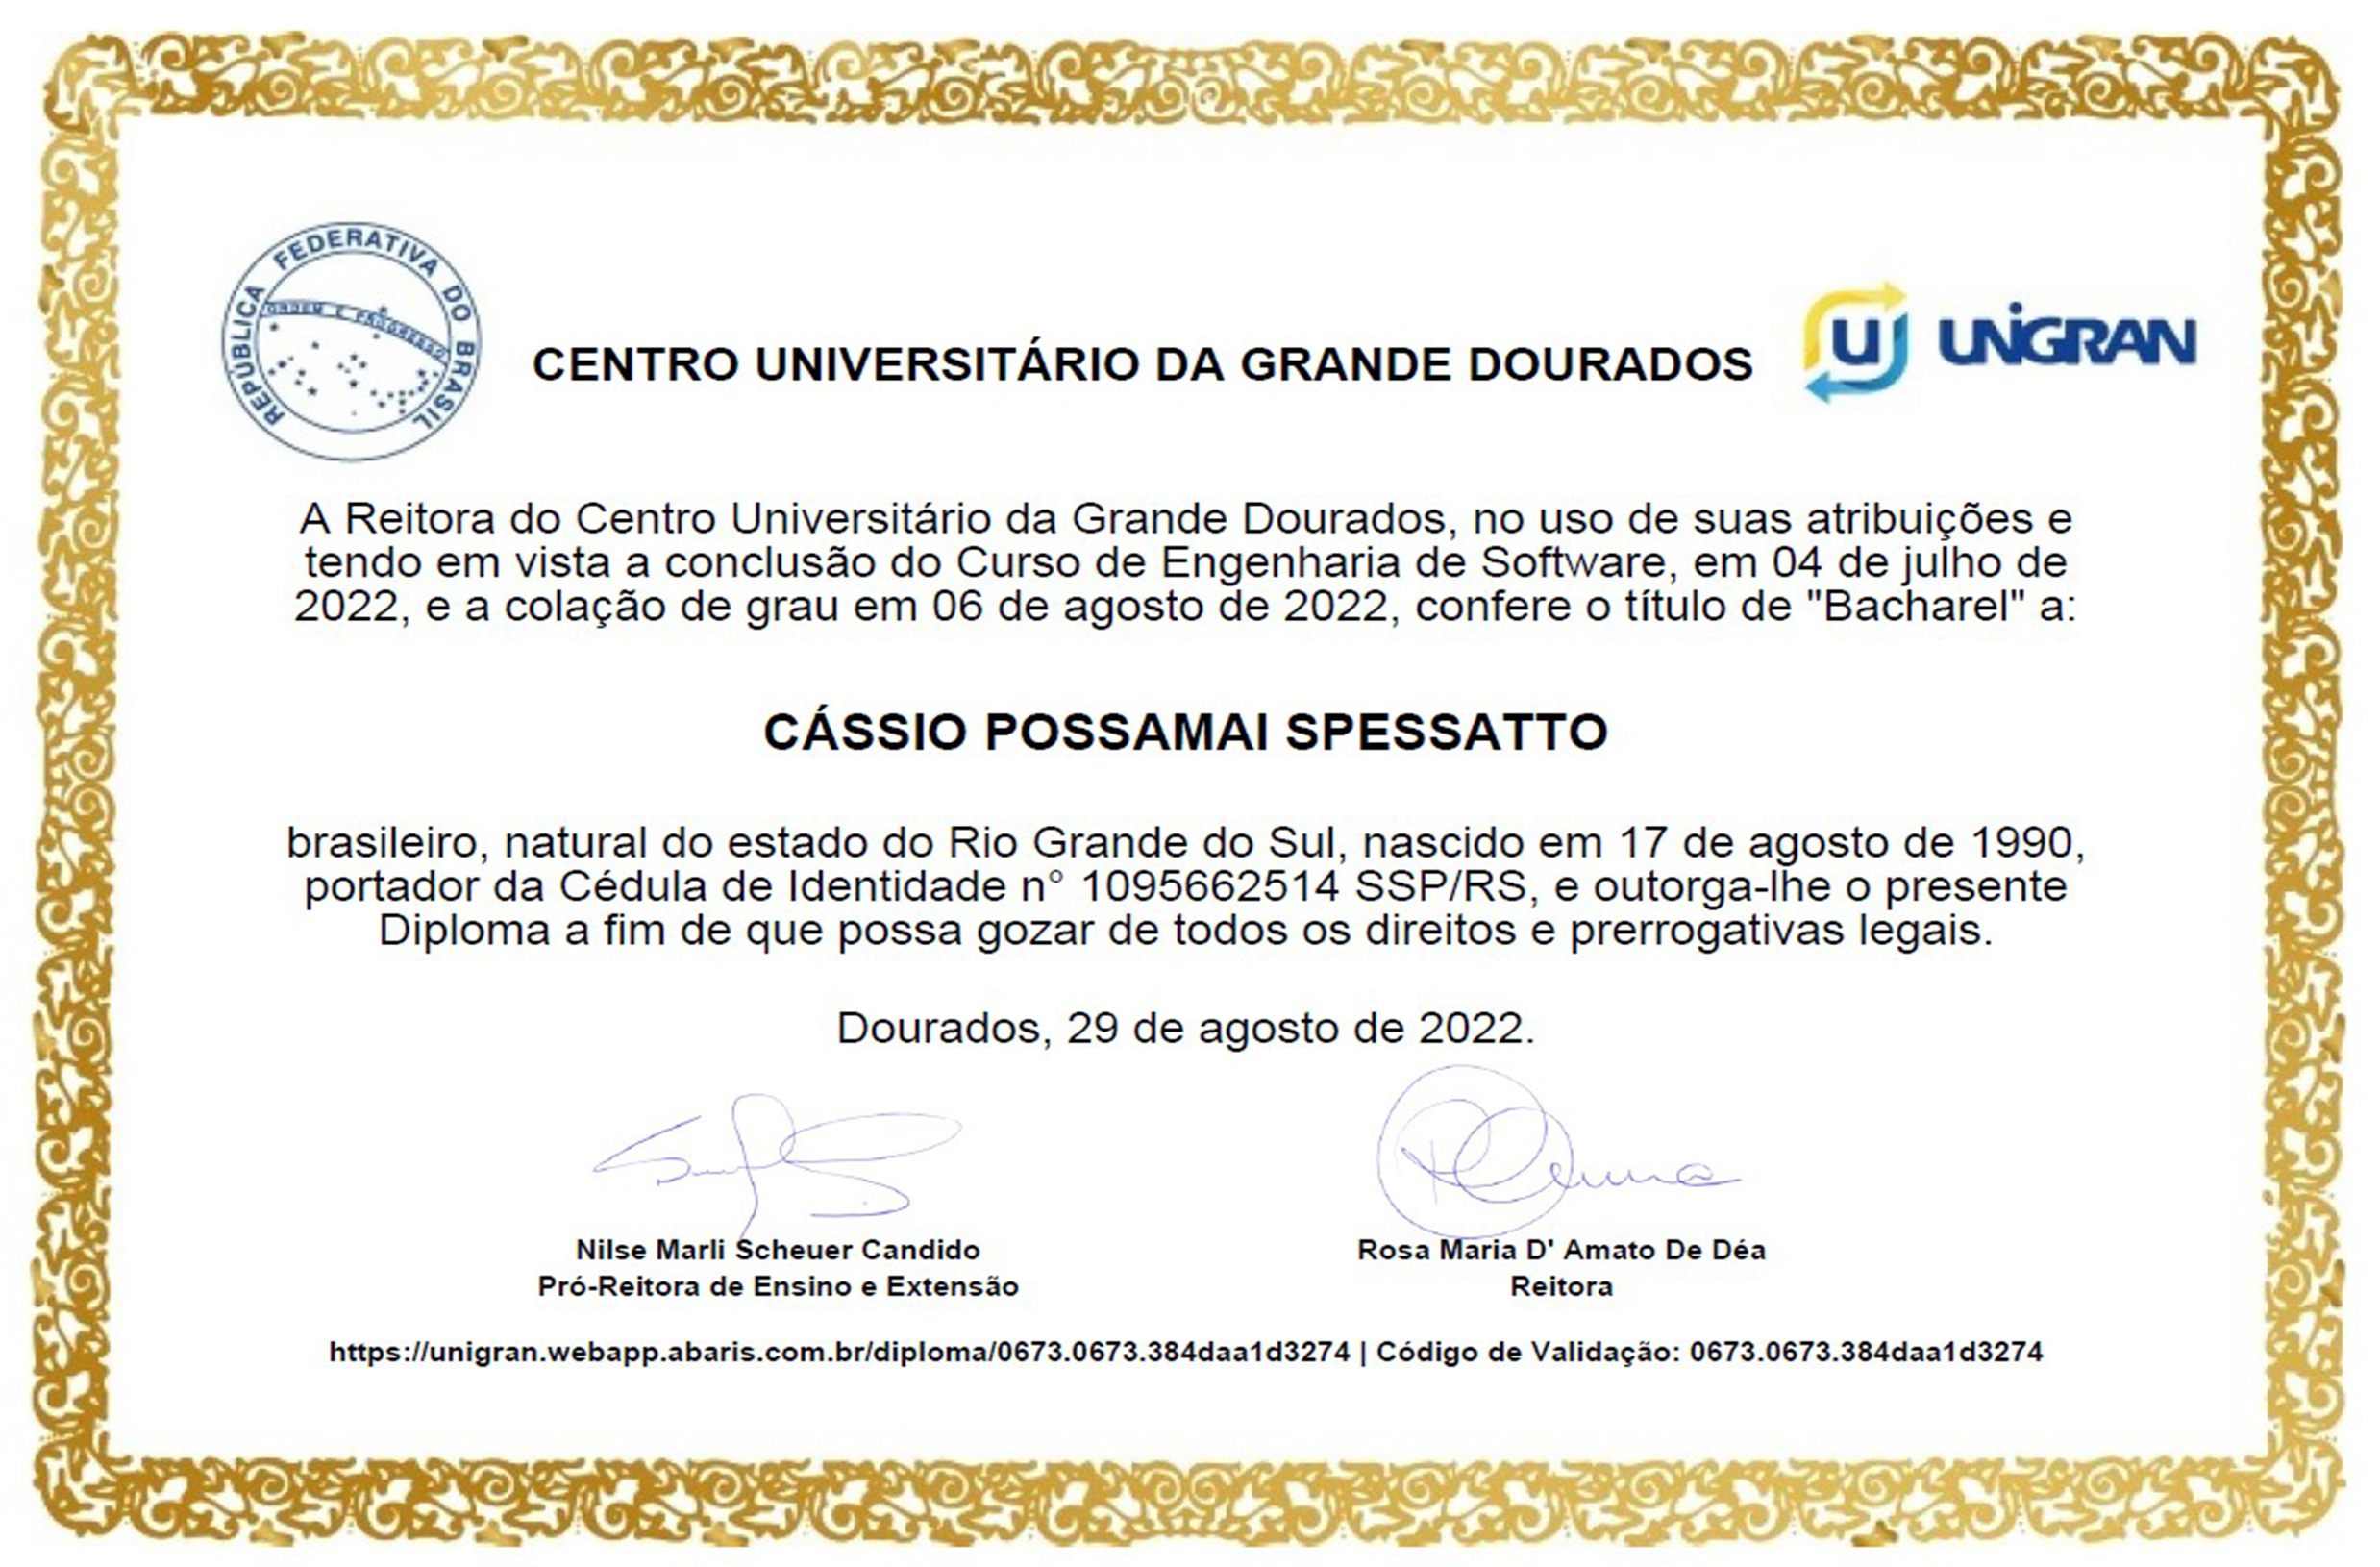 REPÚBLICA FEDERATIVA DO BRASIL
ORDEM E PROGRESSO
CENTRO UNIVERSITÁRIO DA GRANDE DOURADOS
U UNIGRAN
A Reitora do Centro Universitário da Grande Dourados, no uso de suas atribuições e
tendo em vista a conclusão do Curso de Engenharia de Software, em 04 de julho de
2022, e a colação de grau em 06 de agosto de 2022, confere o título de "Bacharel" a:
CÁSSIO POSSAMAI SPESSATTO
brasileiro, natural do estado do Rio Grande do Sul, nascido em 17 de agosto de 1990,
portador da Cédula de Identidade n° 1095662514 SSP/RS, e outorga-lhe o presente
Diploma a fim de que possa gozar de todos os direitos e prerrogativas legais.
Dourados, 29 de agosto de 2022.
Nilse Marli Scheuer Candido
Pró-Reitora de Ensino e Extensão
Rosa Maria D' Amato De Déa
Reitora
https://unigran.webapp.abaris.com.br/diploma/0673.0673.384daa1d3274 | Código de Validação: 0673.0673.384daa1d3274